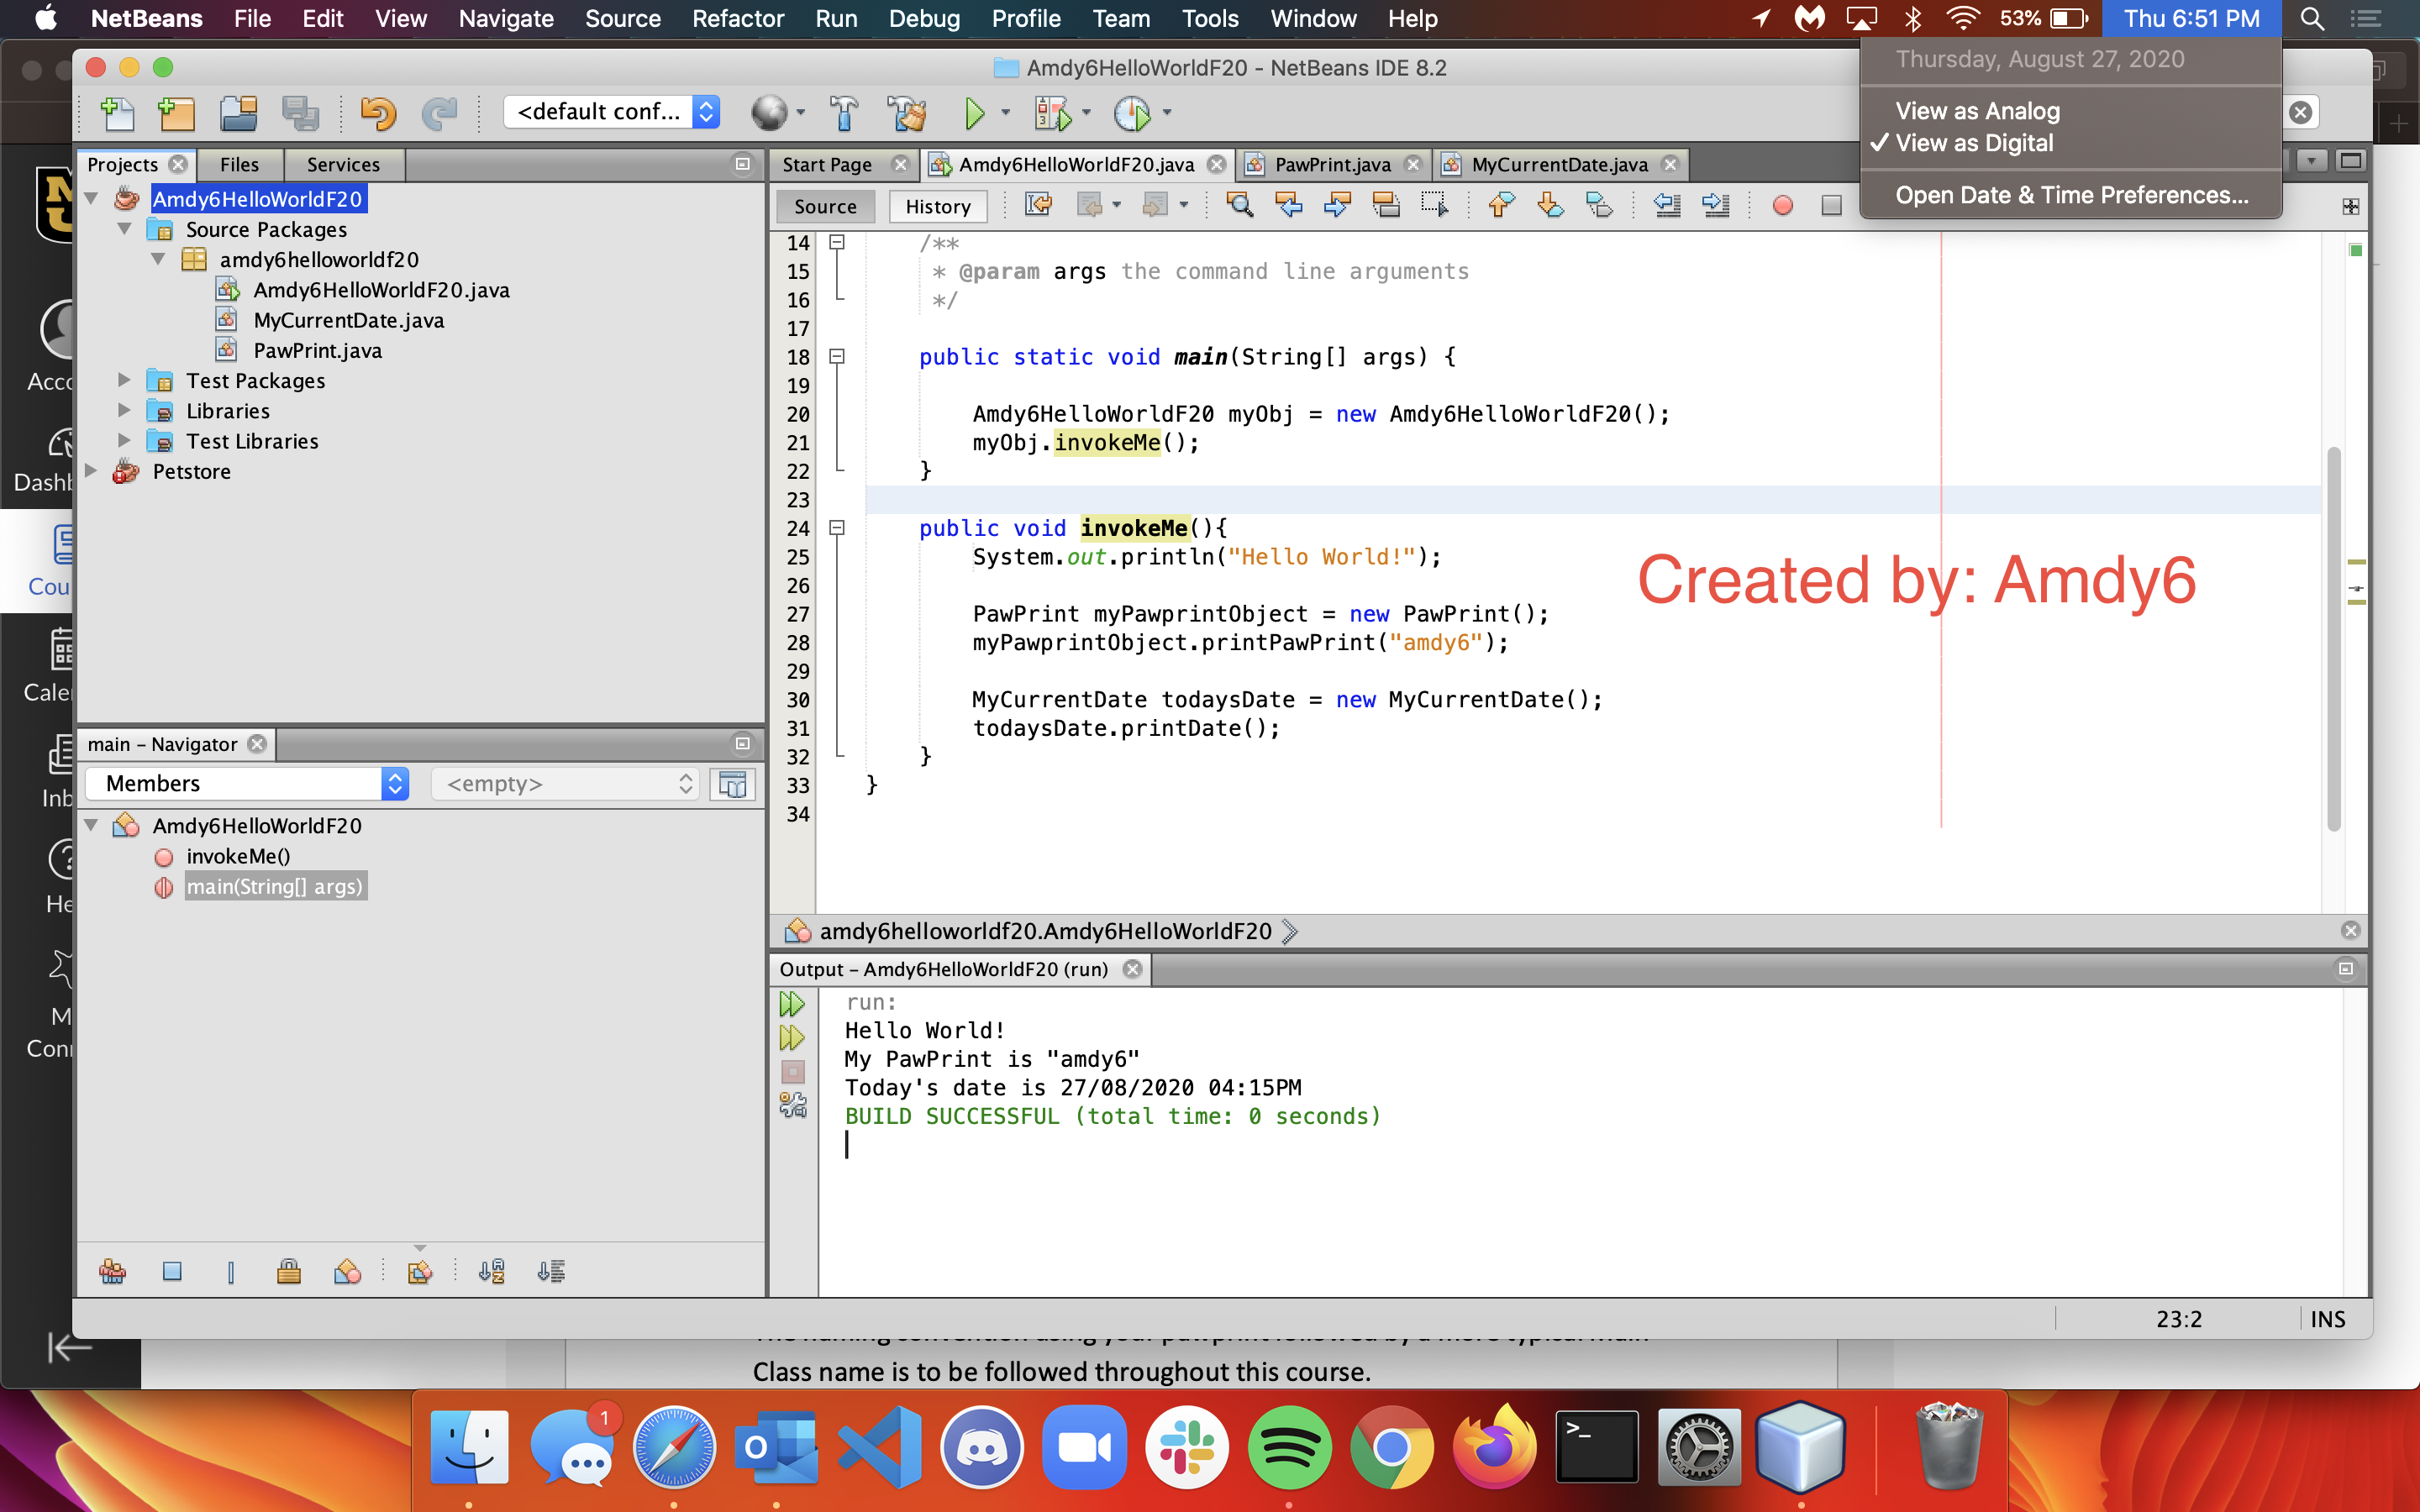 NetBeans File Edit View Navigate Source Refactor Run Debug Profile Team Tools Window Help 53% Thu 6:51 PM
Thursday, August 27, 2020
View as Analog
✓ View as Digital
Open Date & Time Preferences...
Amdy6HelloWorldF20 - NetBeans IDE 8.2
<default conf...
Projects Files Services
Amdy6HelloWorldF20
Source Packages
amdy6helloworldf20
Amdy6HelloWorldF20.java
MyCurrentDate.java
PawPrint.java
Test Packages
Libraries
Test Libraries
Petstore
Start Page Amdy6HelloWorldF20.java PawPrint.java MyCurrentDate.java
Source History
14 /**
15 * @param args the command line arguments
16 */
17
18 public static void main(String[] args) {
19
20 Amdy6HelloWorldF20 myObj = new Amdy6HelloWorldF20();
21 myObj.invokeMe();
22 }
23
24 public void invokeMe(){
25 System.out.println("Hello World!");
26
27 PawPrint myPawprintObject = new PawPrint();
28 myPawprintObject.printPawPrint("amdy6");
29
30 MyCurrentDate todaysDate = new MyCurrentDate();
31 todaysDate.printDate();
32 }
33 }
34
Created by: Amdy6
main – Navigator
Members <empty>
Amdy6HelloWorldF20
invokeMe()
main(String[] args)
amdy6helloworldf20.Amdy6HelloWorldF20
Output – Amdy6HelloWorldF20 (run)
run:
Hello World!
My PawPrint is "amdy6"
Today's date is 27/08/2020 04:15PM
BUILD SUCCESSFUL (total time: 0 seconds)
23:2 INS
Class name is to be followed throughout this course.
1
>_